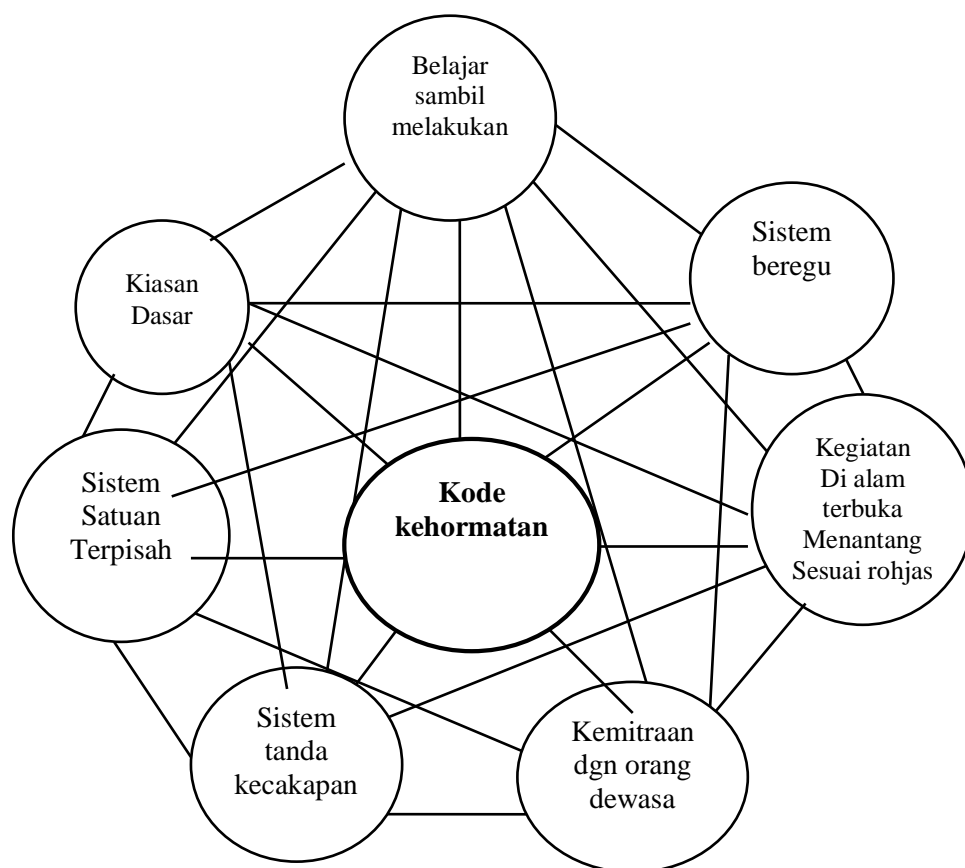 Belajar
sambil
melakukan
Sistem
beregu
Kiasan
Dasar
Kegiatan
Di alam
terbuka
Menantang
Sesuai rohjas
Sistem
Satuan
Terpisah
Kode
kehormatan
Sistem
tanda
kecakapan
Kemitraan
dgn orang
dewasa